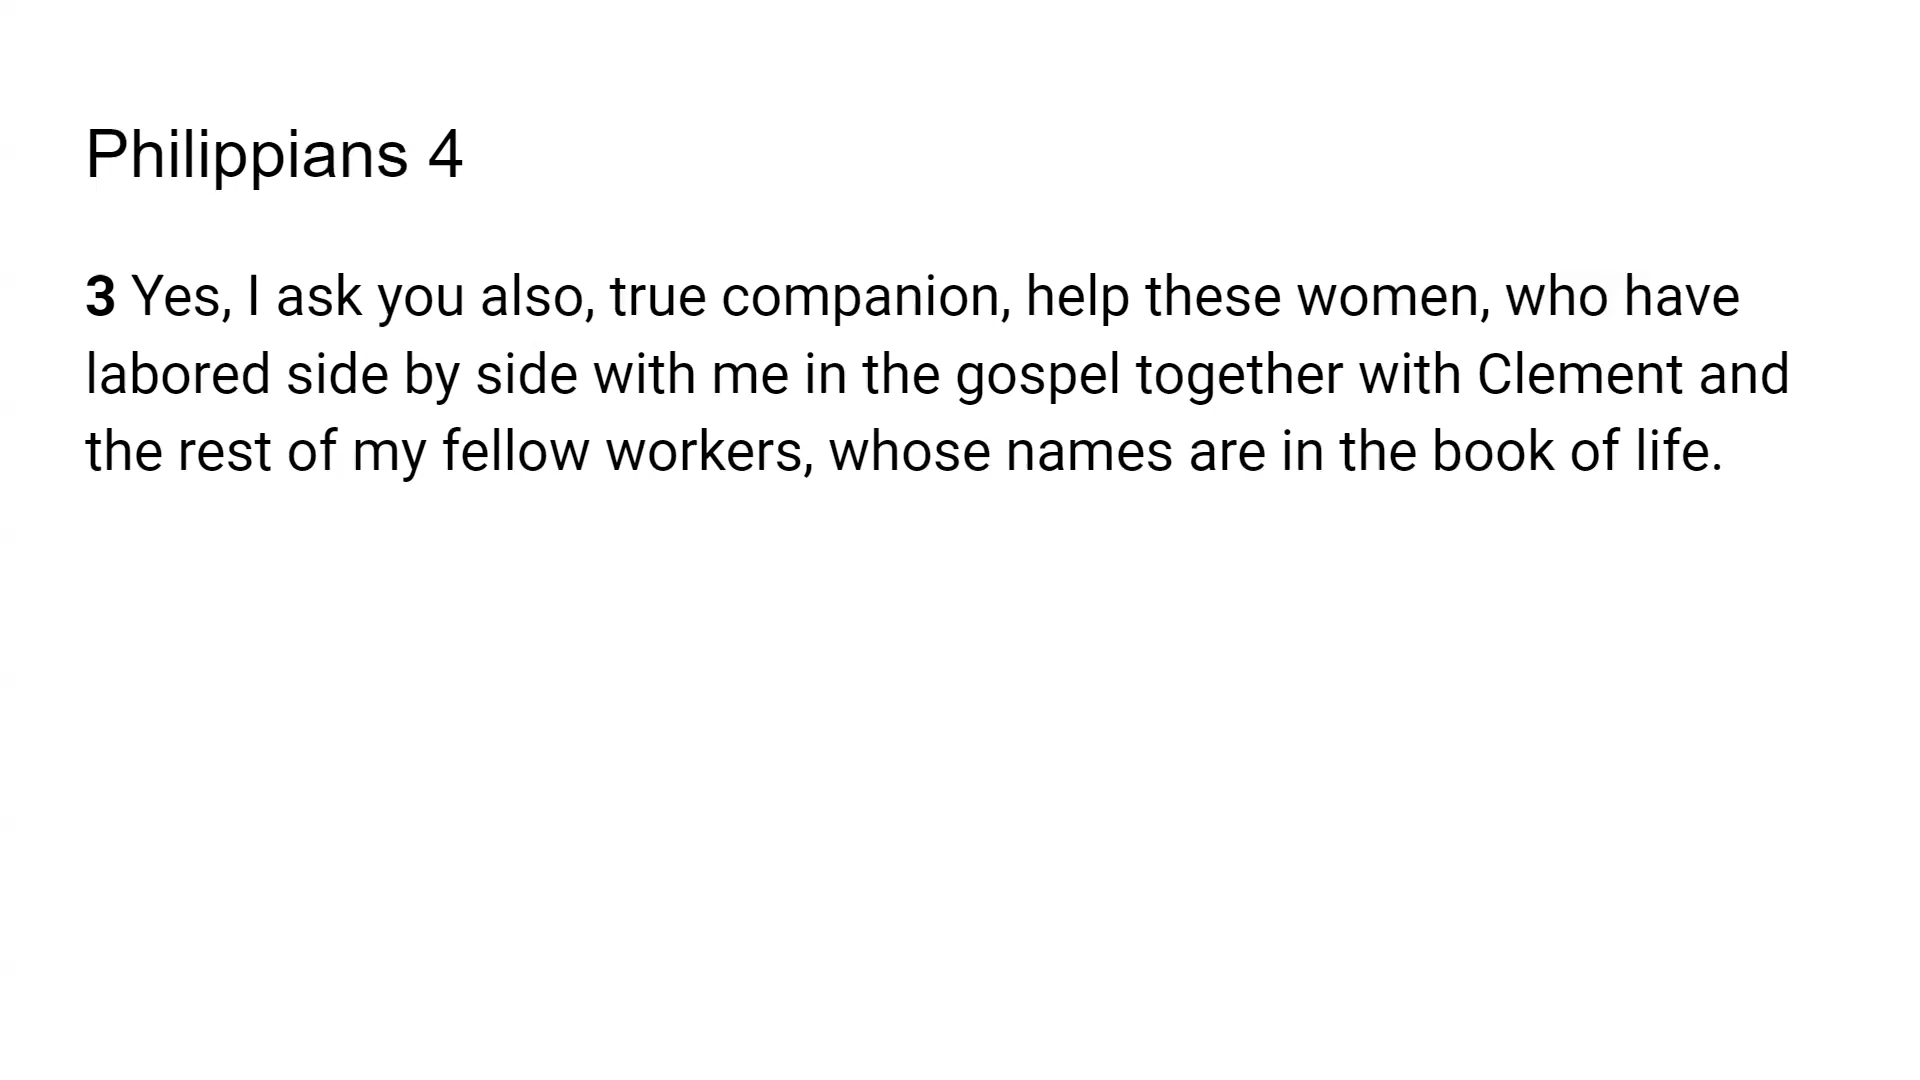 Philippians 4
3 Yes, I ask you also, true companion, help these women, who have
labored side by side with me in the gospel together with Clement and
the rest of my fellow workers, whose names are in the book of life.